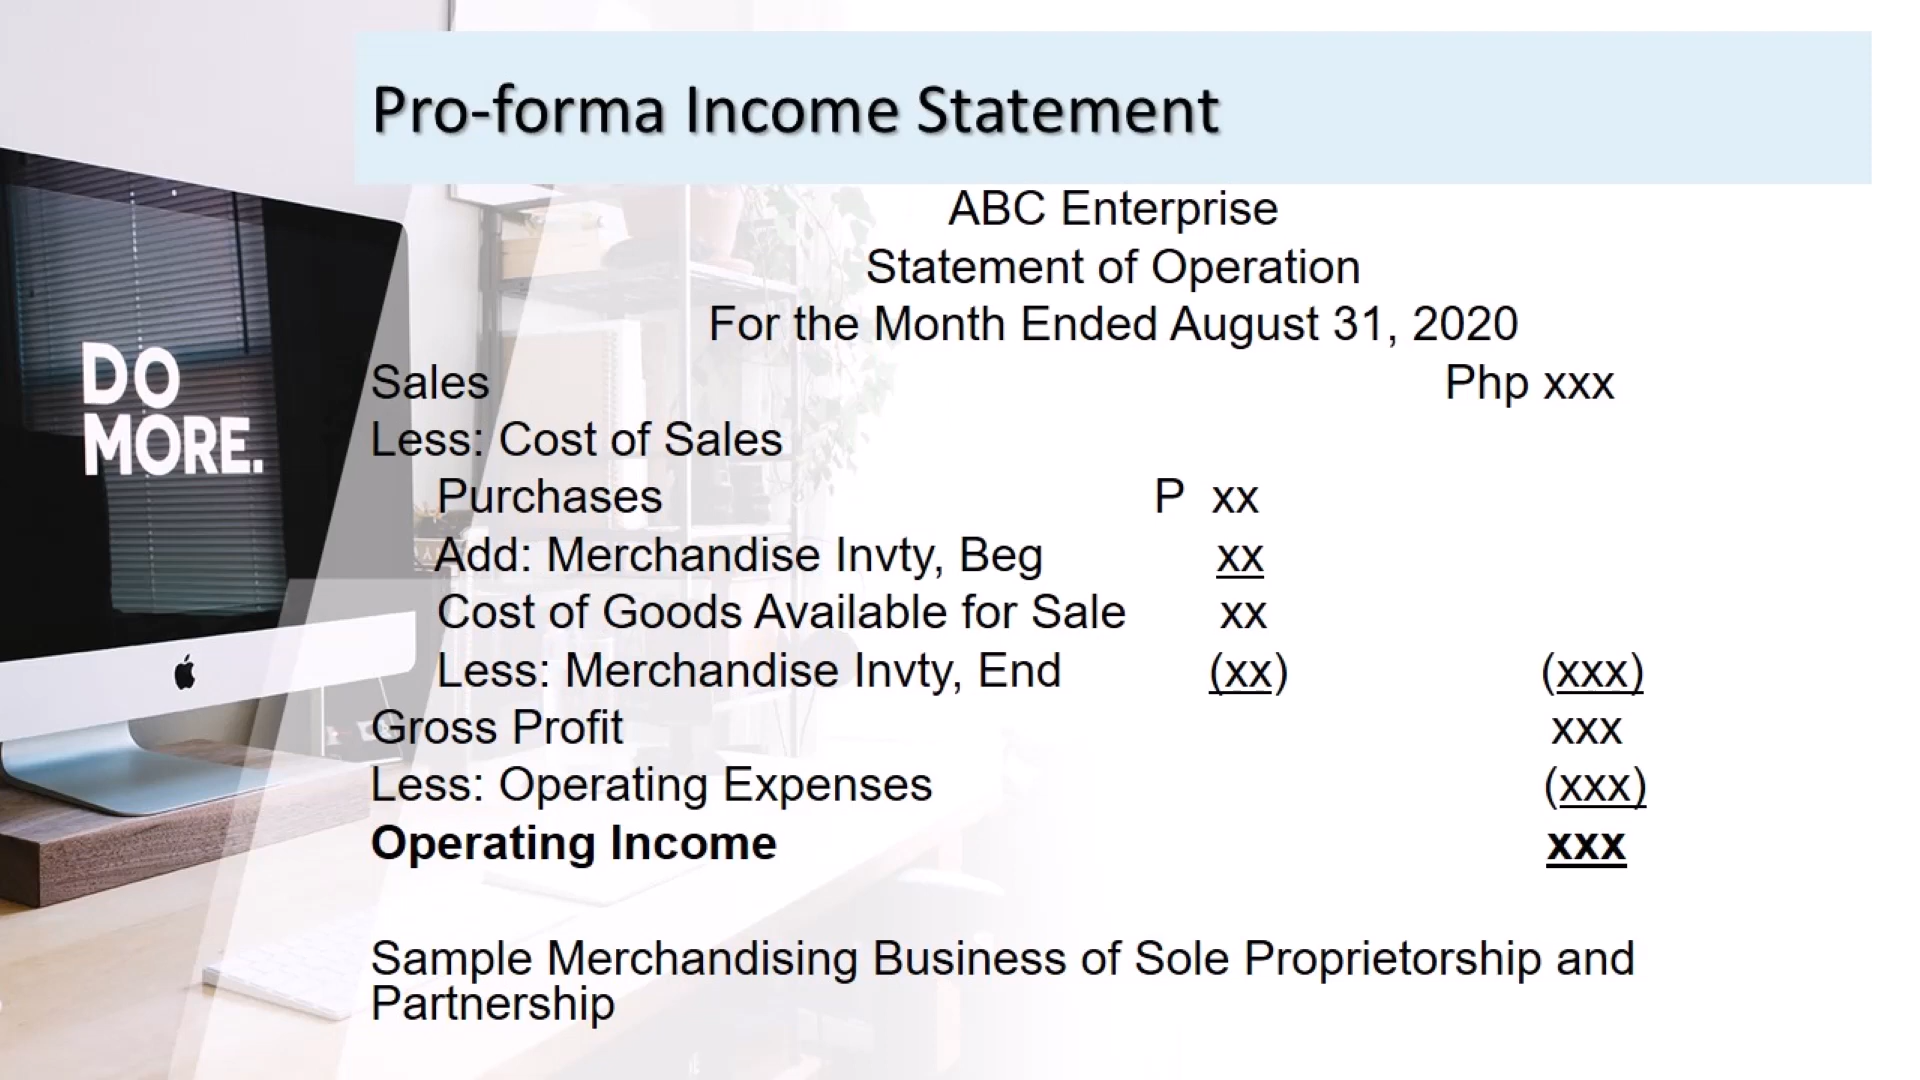 Pro-forma Income Statement
ABC Enterprise
Statement of Operation
For the Month Ended August 31, 2020
Sales Php xxx
Less: Cost of Sales
Purchases P xx
Add: Merchandise Invty, Beg xx
Cost of Goods Available for Sale xx
Less: Merchandise Invty, End (xx) (xxx)
Gross Profit xxx
Less: Operating Expenses (xxx)
Operating Income xxx
Sample Merchandising Business of Sole Proprietorship and
Partnership
DO
MORE.